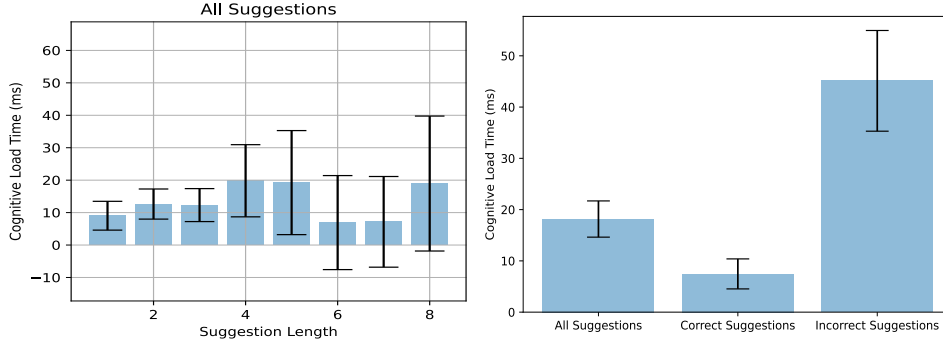 All Suggestions
Cognitive Load Time (ms)
60
50
40
30
20
10
0
−10
2
4
6
8
Suggestion Length
Cognitive Load Time (ms)
50
40
30
20
10
0
All Suggestions
Correct Suggestions
Incorrect Suggestions